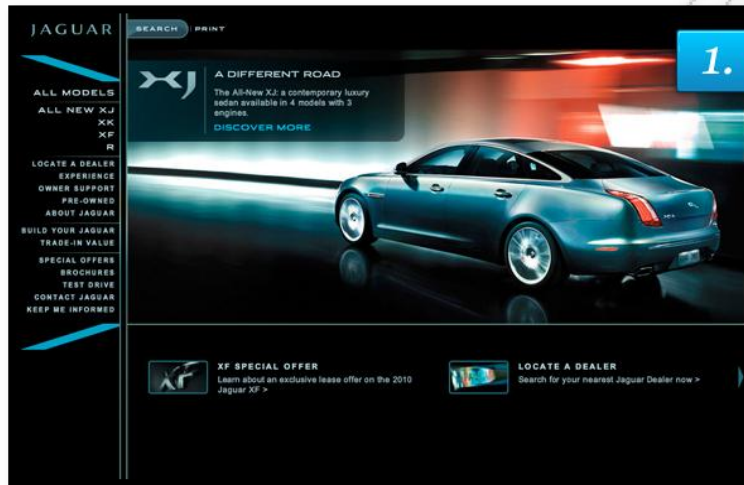 JAGUAR
SEARCH PRINT
1.
XJ
A DIFFERENT ROAD
The All-New XJ: a contemporary luxury
sedan available in 4 models with 3
engines.
DISCOVER MORE
ALL MODELS
ALL NEW XJ
XK
XF
R
LOCATE A DEALER
EXPERIENCE
OWNER SUPPORT
PRE-OWNED
ABOUT JAGUAR
BUILD YOUR JAGUAR
TRADE-IN VALUE
SPECIAL OFFERS
BROCHURES
TEST DRIVE
CONTACT JAGUAR
KEEP ME INFORMED
XF
XF SPECIAL OFFER
Learn about an exclusive lease offer on the 2010
Jaguar XF >
LOCATE A DEALER
Search for your nearest Jaguar Dealer now >